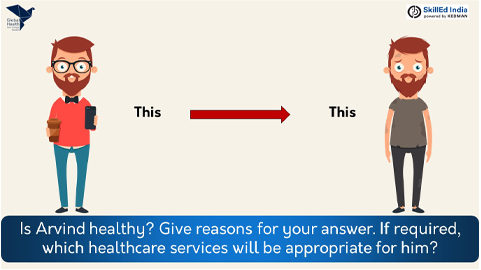 Global
Health
SkillEd India
powered by HEDMAN
This
This
Is Arvind healthy? Give reasons for your answer. If required,
which healthcare services will be appropriate for him?